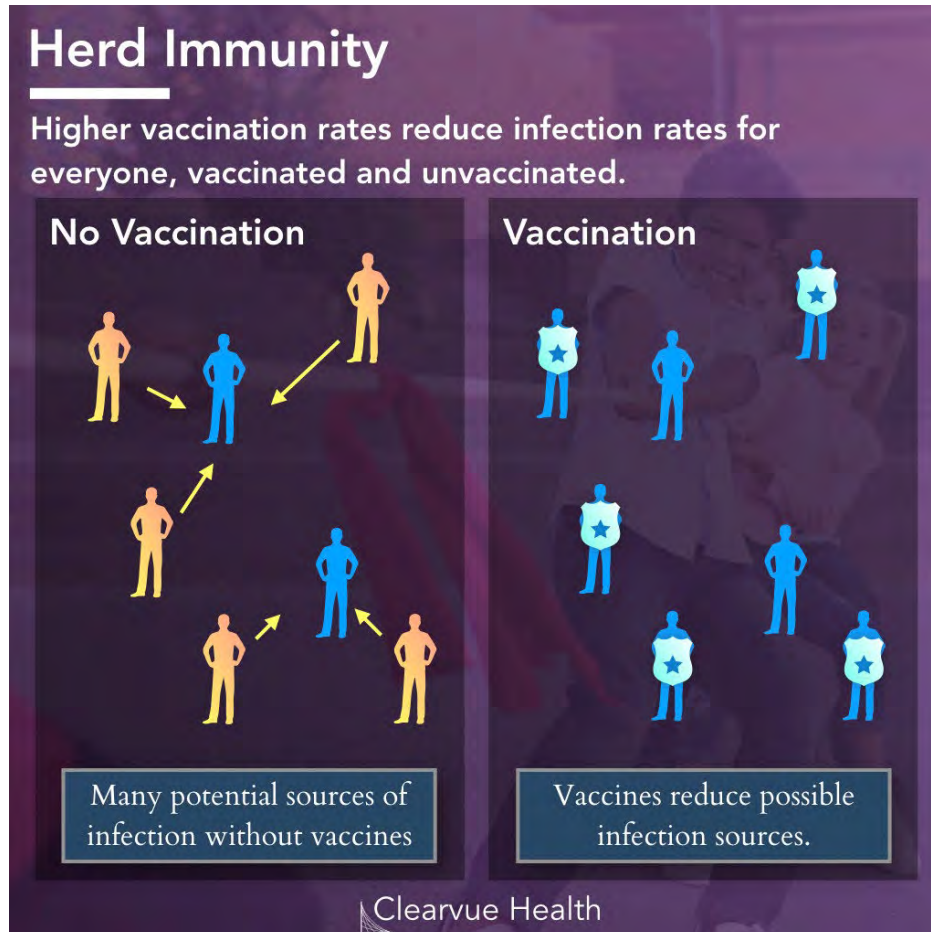 Herd Immunity
Higher vaccination rates reduce infection rates for
everyone, vaccinated and unvaccinated.
No Vaccination
Many potential sources of
infection without vaccines
Vaccination
Vaccines reduce possible
infection sources.
Clearvue Health